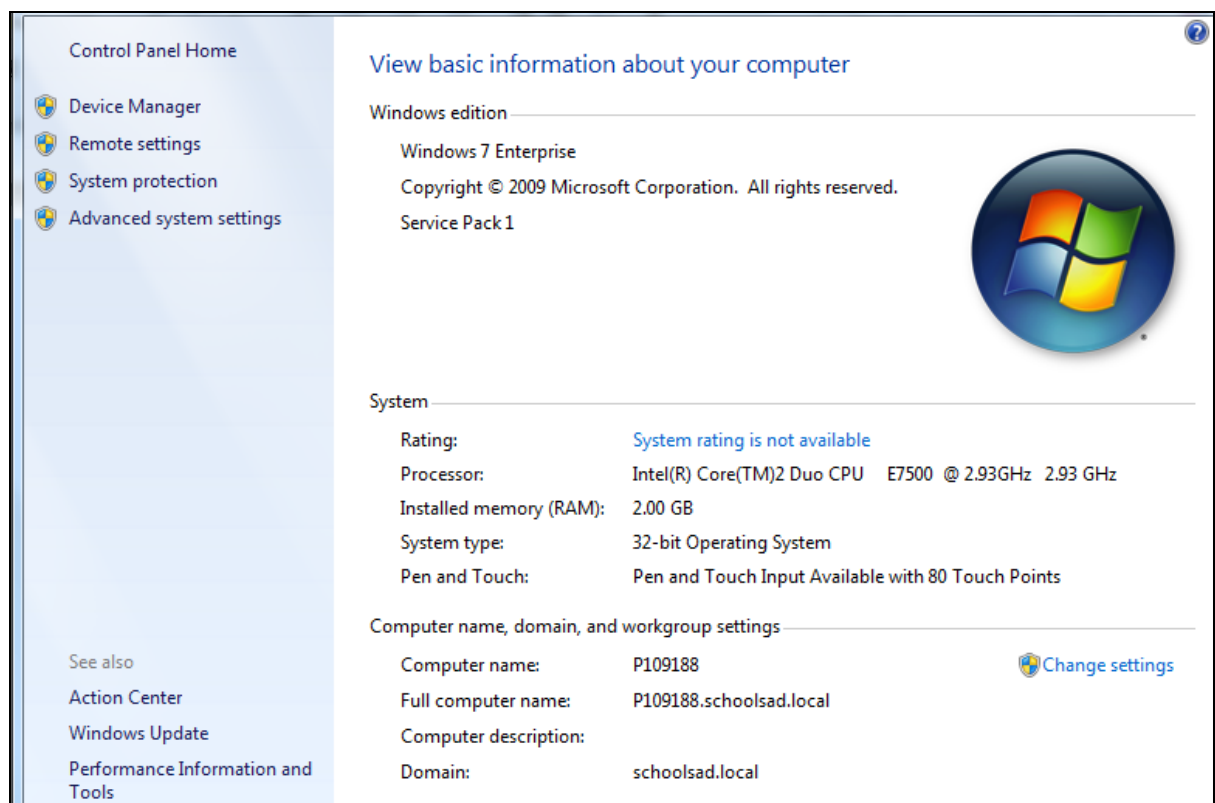 Control Panel Home
Device Manager
Remote settings
System protection
Advanced system settings
See also
Action Center
Windows Update
Performance Information and
Tools
?
View basic information about your computer
Windows edition
Windows 7 Enterprise
Copyright © 2009 Microsoft Corporation.  All rights reserved.
Service Pack 1
System
Rating: System rating is not available
Processor: Intel(R) Core(TM)2 Duo CPU E7500 @ 2.93GHz 2.93 GHz
Installed memory (RAM): 2.00 GB
System type: 32-bit Operating System
Pen and Touch: Pen and Touch Input Available with 80 Touch Points
Computer name, domain, and workgroup settings
Computer name: P109188 Change settings
Full computer name: P109188.schoolsad.local
Computer description:
Domain: schoolsad.local